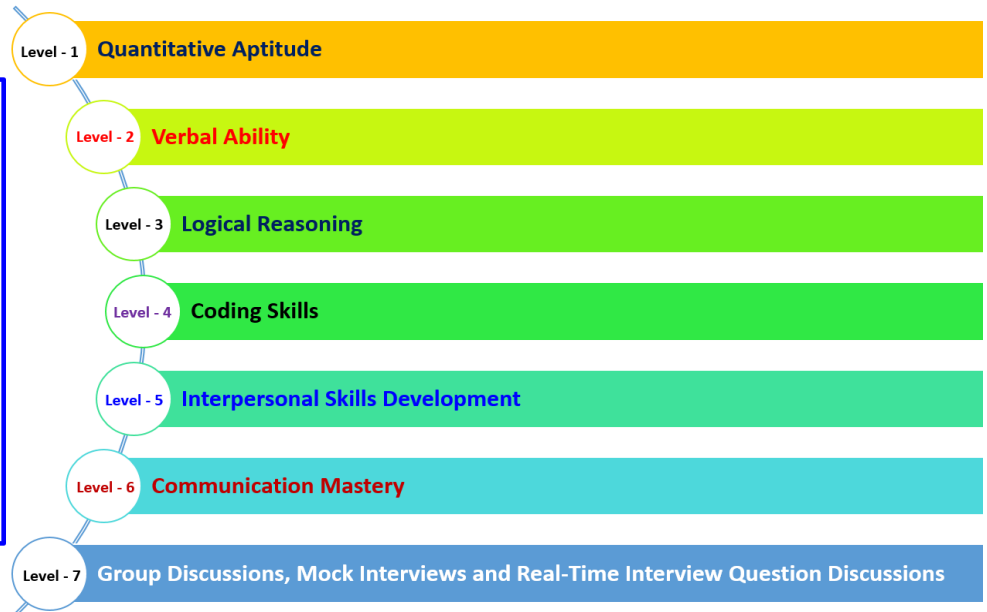 Level - 1 Quantitative Aptitude
Level - 2 Verbal Ability
Level - 3 Logical Reasoning
Level - 4 Coding Skills
Level - 5 Interpersonal Skills Development
Level - 6 Communication Mastery
Level - 7 Group Discussions, Mock Interviews and Real-Time Interview Question Discussions